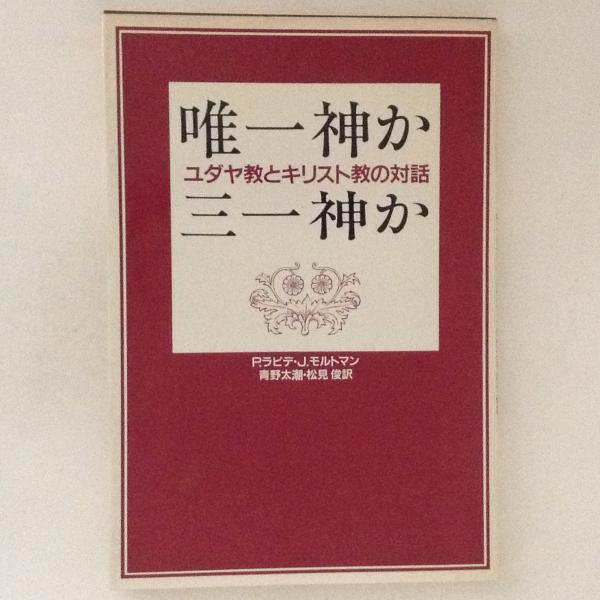 唯一神か
ユダヤ教とキリスト教の対話
三一神か
P.ラピデ・J.モルトマン
青野太潮・松見 俊訳